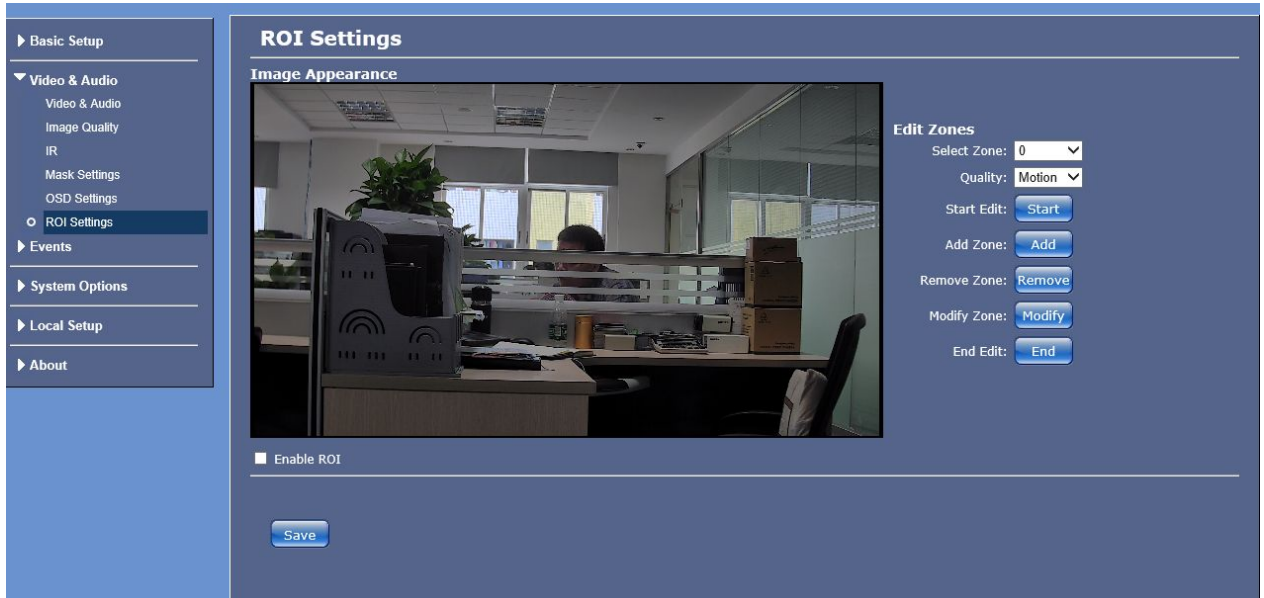 Basic Setup
Video & Audio
Video & Audio
Image Quality
IR
Mask Settings
OSD Settings
ROI Settings
Events
System Options
Local Setup
About
ROI Settings
Image Appearance
Edit Zones
Select Zone: 0
Quality: Motion
Start Edit: Start
Add Zone: Add
Remove Zone: Remove
Modify Zone: Modify
End Edit: End
Enable ROI
Save